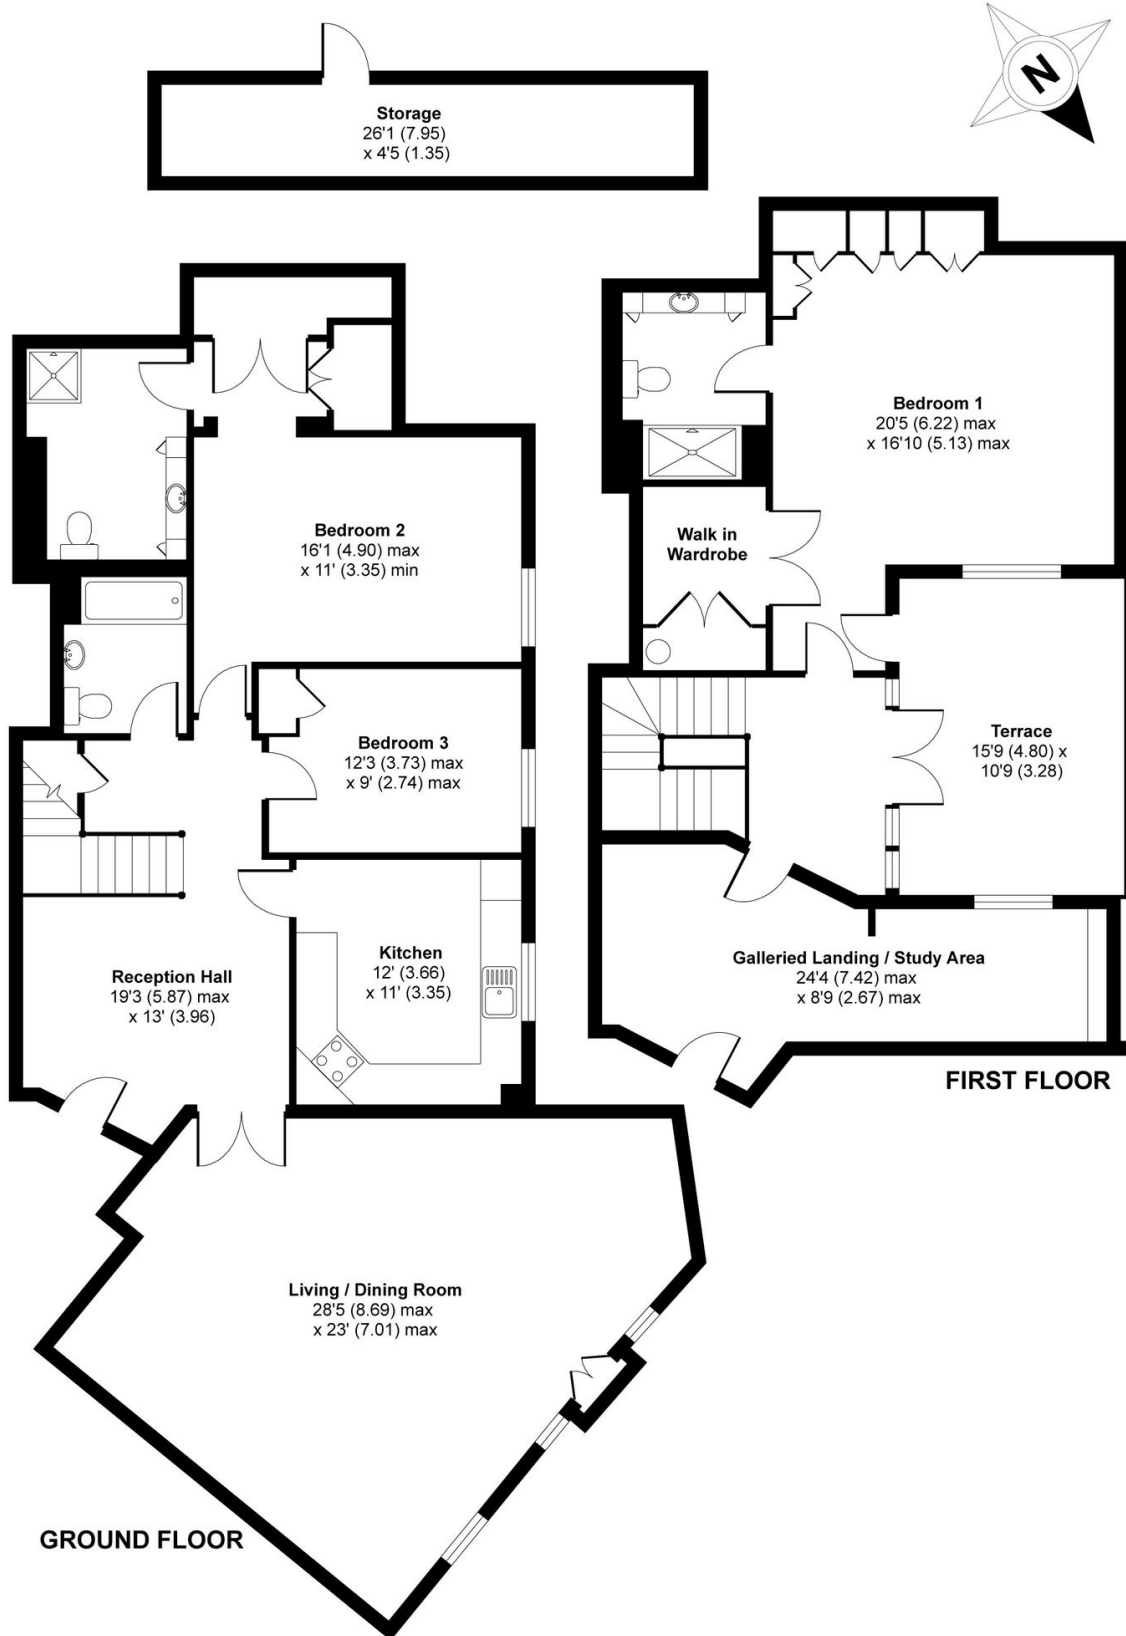 N
Storage
26'1 (7.95)
x 4'5 (1.35)
Bedroom 1
20'5 (6.22) max
x 16'10 (5.13) max
Bedroom 2
16'1 (4.90) max
x 11' (3.35) min
Walk in
Wardrobe
Bedroom 3
12'3 (3.73) max
x 9' (2.74) max
Terrace
15'9 (4.80) x
10'9 (3.28)
Kitchen
12' (3.66)
x 11' (3.35)
Reception Hall
19'3 (5.87) max
x 13' (3.96)
Galleried Landing / Study Area
24'4 (7.42) max
x 8'9 (2.67) max
FIRST FLOOR
Living / Dining Room
28'5 (8.69) max
x 23' (7.01) max
GROUND FLOOR